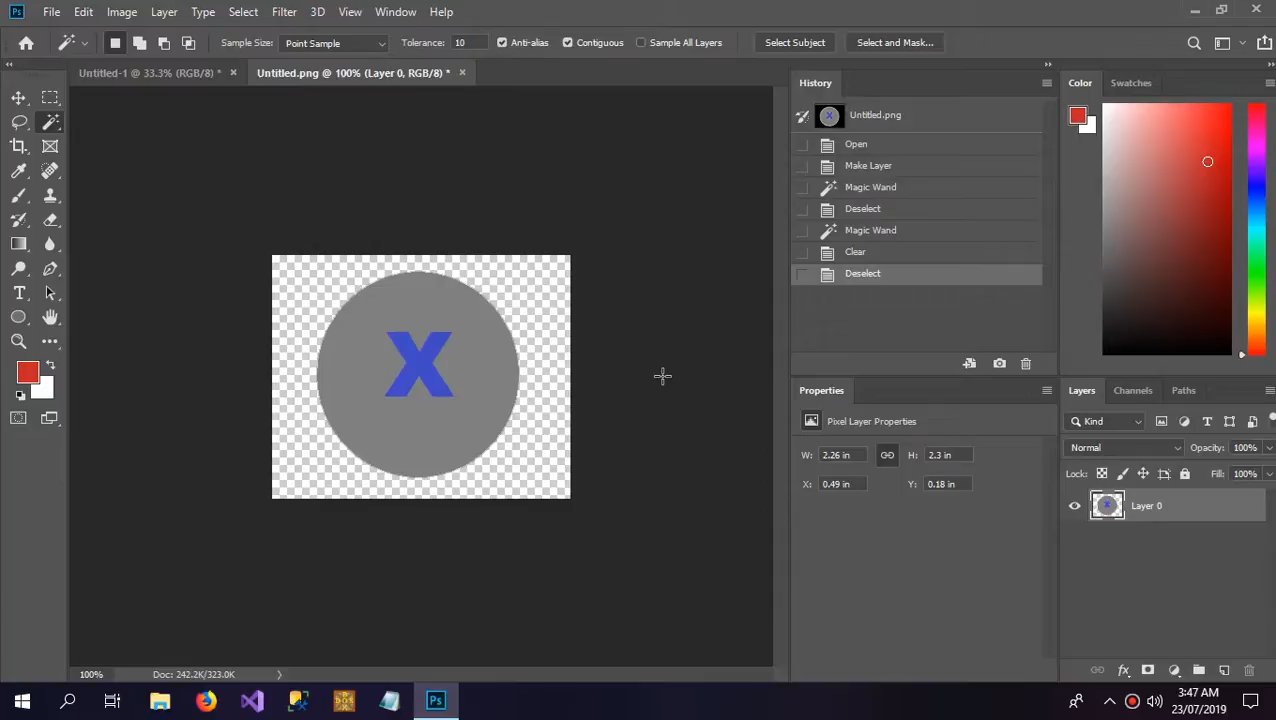 Ps File Edit Image Layer Type Select Filter 3D View Window Help
Sample Size: Point Sample Tolerance: 10 Anti-alias Contiguous Sample All Layers Select Subject Select and Mask...
Untitled-1 @ 33.3% (RGB/8) * × Untitled.png @ 100% (Layer 0, RGB/8) * ×
History
Untitled.png
Open
Make Layer
Magic Wand
Deselect
Magic Wand
Clear
Deselect
Color Swatches
X
Properties
Pixel Layer Properties
W: 2.26 in H: 2.3 in
X: 0.49 in Y: 0.18 in
Layers Channels Paths
Kind
Normal Opacity: 100%
Lock: Fill: 100%
Layer 0
100% Doc: 242.2K/323.0K
DOS
Ps
3:47 AM
23/07/2019